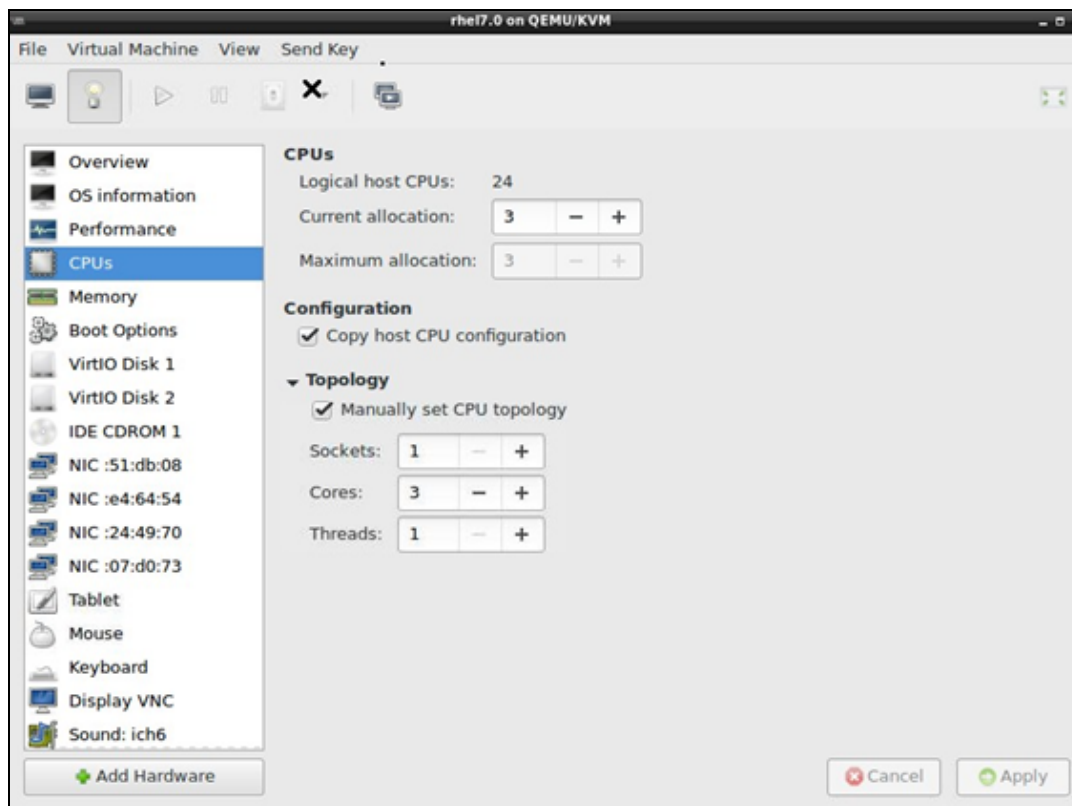 rhel7.0 on QEMU/KVM
File Virtual Machine View Send Key
Overview
OS information
Performance
CPUs
Memory
Boot Options
VirtIO Disk 1
VirtIO Disk 2
IDE CDROM 1
NIC :51:db:08
NIC :e4:64:54
NIC :24:49:70
NIC :07:d0:73
Tablet
Mouse
Keyboard
Display VNC
Sound: ich6
Add Hardware
CPUs
Logical host CPUs: 24
Current allocation: 3 − +
Maximum allocation: 3 − +
Configuration
Copy host CPU configuration
Topology
Manually set CPU topology
Sockets: 1 − +
Cores: 3 − +
Threads: 1 − +
Cancel Apply